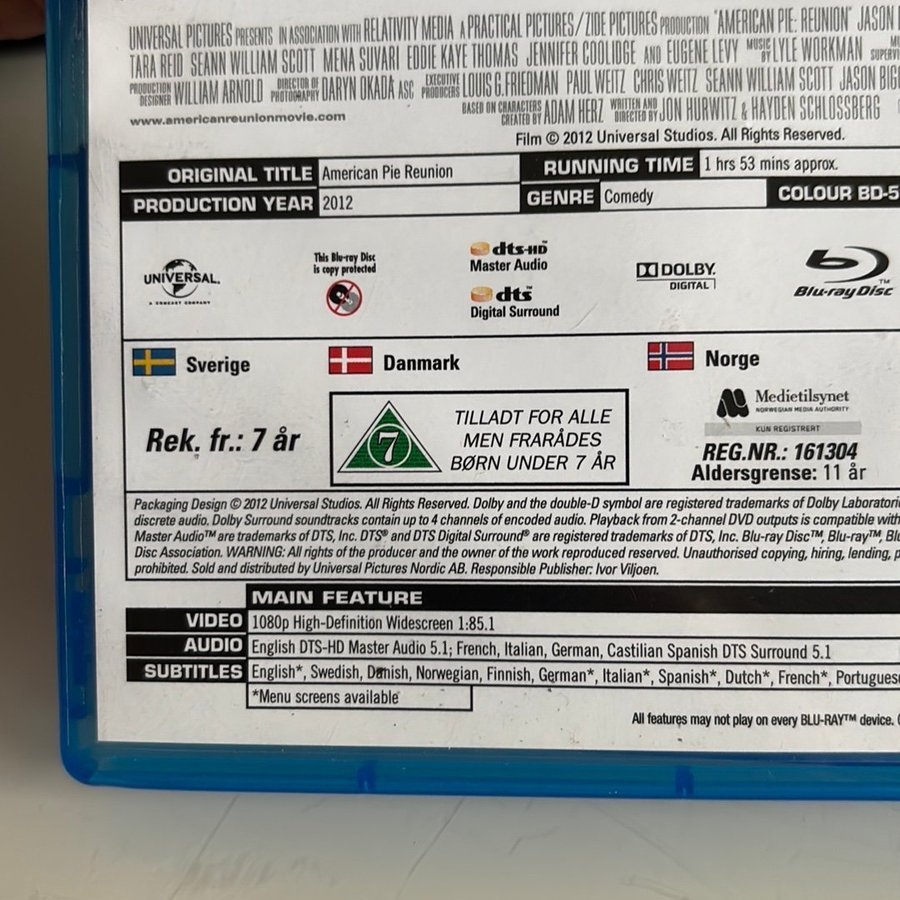 UNIVERSAL PICTURES PRESENTS IN ASSOCIATION WITH RELATIVITY MEDIA A PRACTICAL PICTURES / ZIDE PICTURES PRODUCTION "AMERICAN PIE: REUNION" JASON
TARA REID SEANN WILLIAM SCOTT MENA SUVARI EDDIE KAYE THOMAS JENNIFER COOLIDGE AND EUGENE LEVY MUSIC BY LYLE WORKMAN
PRODUCTION DESIGNER WILLIAM ARNOLD DIRECTOR OF PHOTOGRAPHY DARYN OKADA ASC EXECUTIVE PRODUCERS LOUIS G.FRIEDMAN PAUL WEITZ CHRIS WEITZ SEANN WILLIAM SCOTT JASON
BASED ON CHARACTERS CREATED BY ADAM HERZ WRITTEN AND DIRECTED BY JON HURWITZ & HAYDEN SCHLOSSBERG
www.americanreunionmovie.com
Film © 2012 Universal Studios. All Rights Reserved.
ORIGINAL TITLE American Pie Reunion RUNNING TIME 1 hrs 53 mins approx.
PRODUCTION YEAR 2012 GENRE Comedy COLOUR BD-5
UNIVERSAL
A COMCAST COMPANY
This Blu-ray Disc
is copy protected
dts-HD™
Master Audio
dts™
Digital Surround
DOLBY.
DIGITAL
Blu-ray Disc™
Sverige
Danmark
Norge
Rek. fr.: 7 år
7
TILLADT FOR ALLE
MEN FRARÅDES
BØRN UNDER 7 ÅR
Medietilsynet
NORWEGIAN MEDIA AUTHORITY
KUN REGISTRERT
REG.NR.: 161304
Aldersgrense: 11 år
Packaging Design © 2012 Universal Studios. All Rights Reserved. Dolby and the double-D symbol are registered trademarks of Dolby Laborator
discrete audio. Dolby Surround soundtracks contain up to 4 channels of encoded audio. Playback from 2-channel DVD outputs is compatible with
Master Audio™ are trademarks of DTS, Inc. DTS® and DTS Digital Surround® are registered trademarks of DTS, Inc. Blu-ray Disc™, Blu-ray™, Bl
Disc Association. WARNING: All rights of the producer and the owner of the work reproduced reserved. Unauthorised copying, hiring, lending, p
prohibited. Sold and distributed by Universal Pictures Nordic AB. Responsible Publisher: Ivor Viljoen.
MAIN FEATURE
VIDEO 1080p High-Definition Widescreen 1:85.1
AUDIO English DTS-HD Master Audio 5.1; French, Italian, German, Castilian Spanish DTS Surround 5.1
SUBTITLES English*, Swedish, Danish, Norwegian, Finnish, German*, Italian*, Spanish*, Dutch*, French*, Portugues
*Menu screens available
All features may not play on every BLU-RAY™ device.